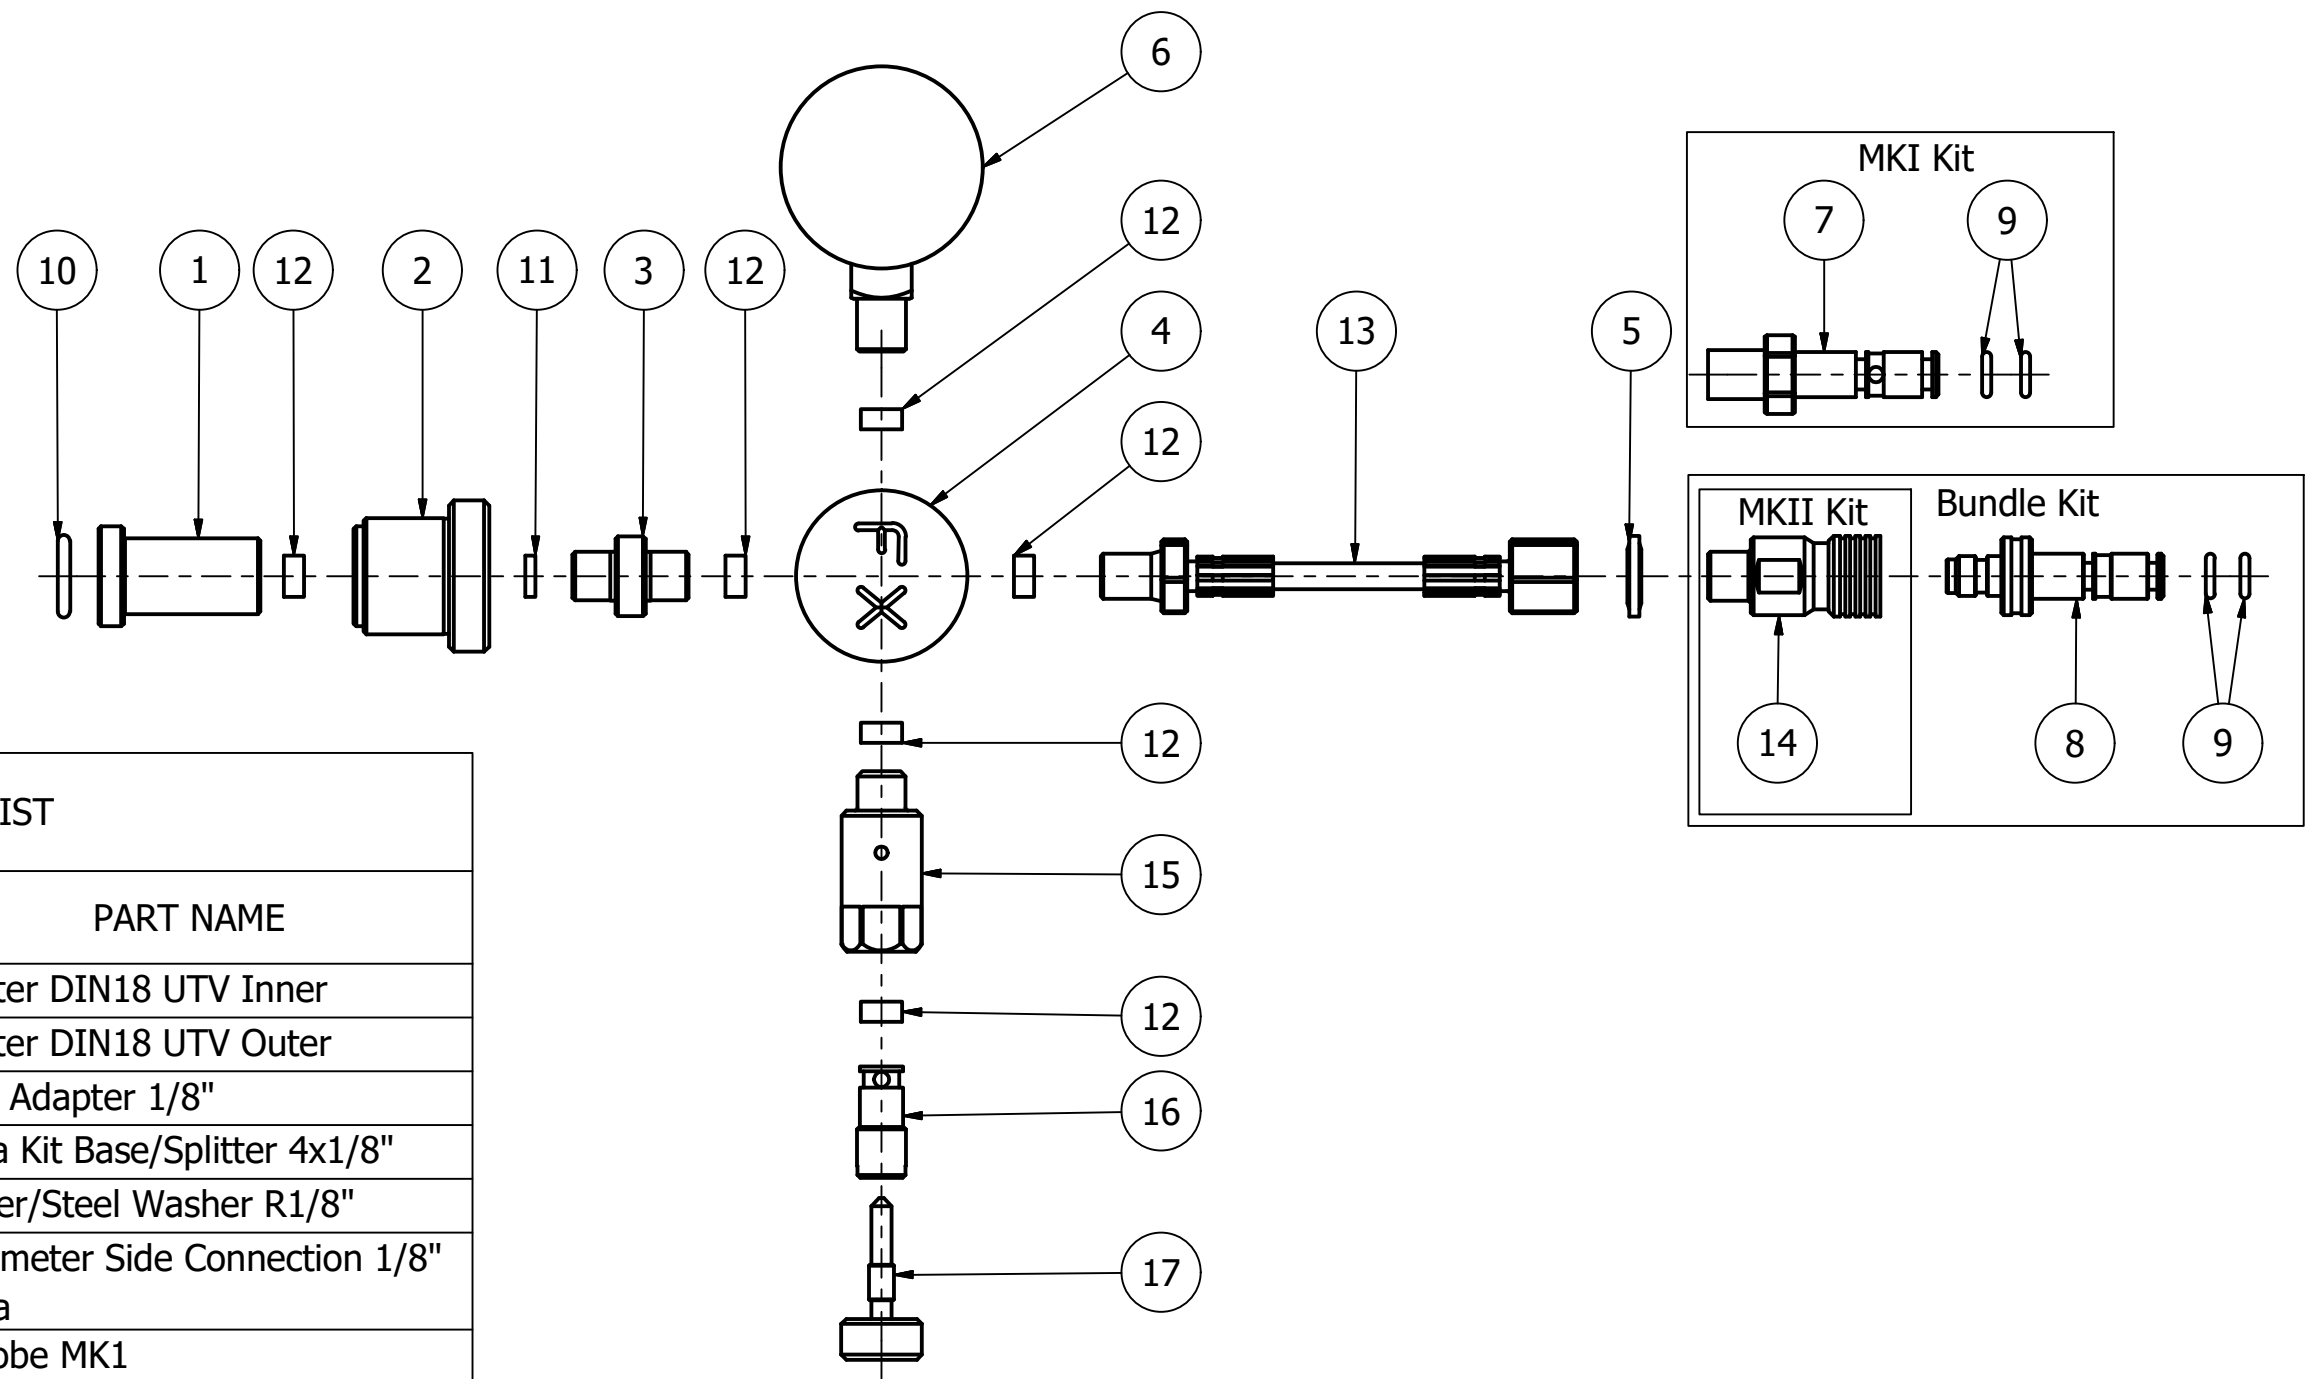 6
MKI Kit
12
7
9
10
1
12
2
11
3
12
4
13
5
12
MKII Kit
Bundle Kit
12
14
8
9
IST
PART NAME
15
ter DIN18 UTV Inner
12
ter DIN18 UTV Outer
Adapter 1/8"
16
a Kit Base/Splitter 4x1/8"
er/Steel Washer R1/8"
meter Side Connection 1/8"
17
a
obe MK1